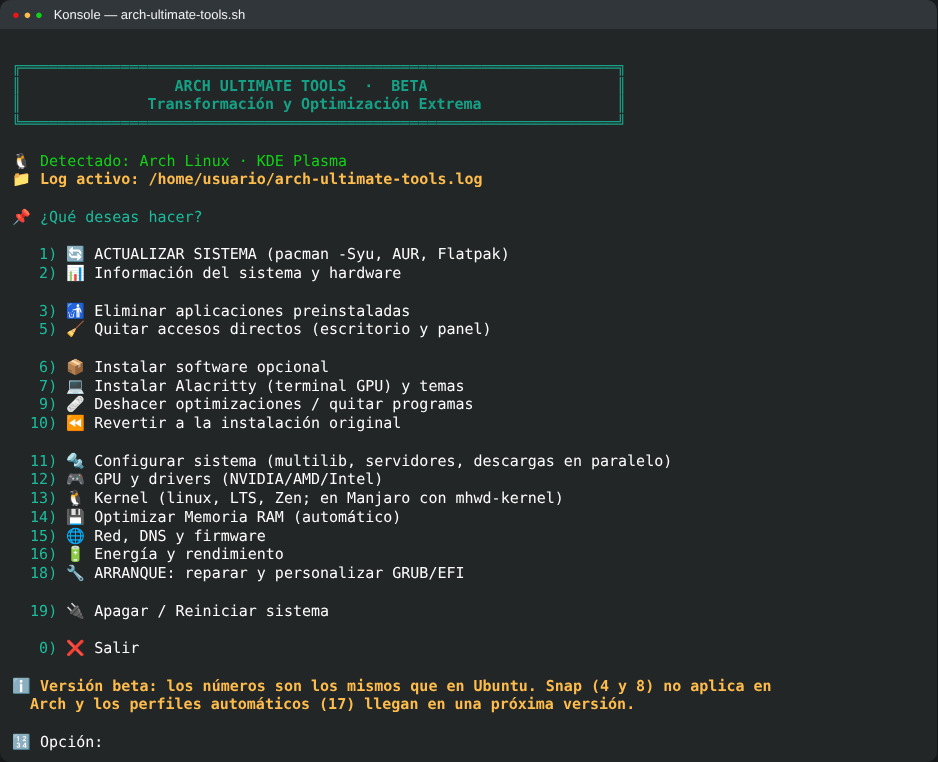 Konsole — arch-ultimate-tools.sh
ARCH ULTIMATE TOOLS · BETA
Transformación y Optimización Extrema
🐧 Detectado: Arch Linux · KDE Plasma
📁 Log activo: /home/usuario/arch-ultimate-tools.log
📌 ¿Qué deseas hacer?
1) 🔄 ACTUALIZAR SISTEMA (pacman -Syu, AUR, Flatpak)
2) 📊 Información del sistema y hardware
3) 🚮 Eliminar aplicaciones preinstaladas
5) 🧹 Quitar accesos directos (escritorio y panel)
6) 📦 Instalar software opcional
7) 💻 Instalar Alacritty (terminal GPU) y temas
9) 🩹 Deshacer optimizaciones / quitar programas
10) ⏪ Revertir a la instalación original
11) 🔩 Configurar sistema (multilib, servidores, descargas en paralelo)
12) 🎮 GPU y drivers (NVIDIA/AMD/Intel)
13) 🐧 Kernel (linux, LTS, Zen; en Manjaro con mhwd-kernel)
14) 💾 Optimizar Memoria RAM (automático)
15) 🌐 Red, DNS y firmware
16) 🔋 Energía y rendimiento
18) 🔧 ARRANQUE: reparar y personalizar GRUB/EFI
19) 🔌 Apagar / Reiniciar sistema
0) ❌ Salir
ℹ️ Versión beta: los números son los mismos que en Ubuntu. Snap (4 y 8) no aplica en
Arch y los perfiles automáticos (17) llegan en una próxima versión.
🔢 Opción: